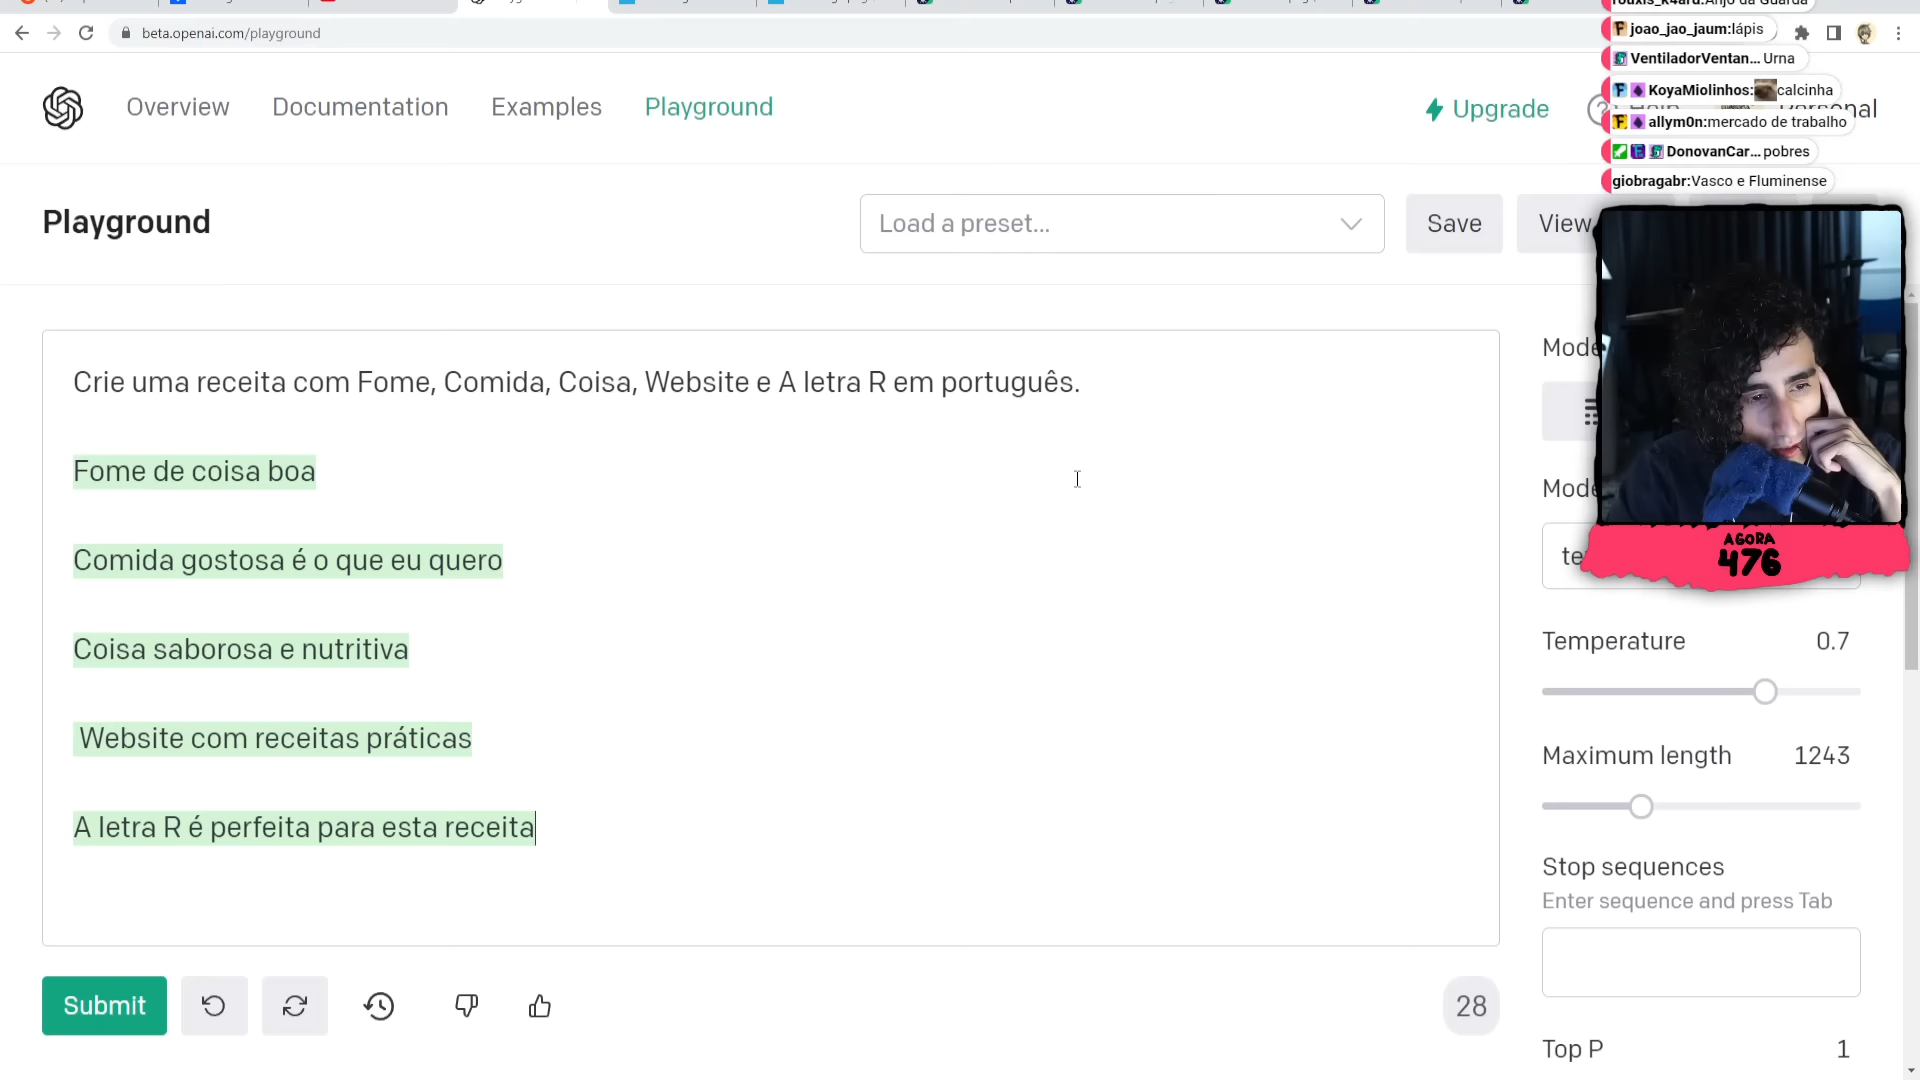 beta.openai.com/playground
joao_jao_jaum:lápis
VentiladorVentan... Urna
KoyaMiolinhos: calcinha
allym0n:mercado de trabalho
DonovanCar... pobres
giobragabr:Vasco e Fluminense
Overview Documentation Examples Playground Upgrade
Playground Load a preset... Save View
Crie uma receita com Fome, Comida, Coisa, Website e A letra R em português.
Fome de coisa boa
Comida gostosa é o que eu quero
Coisa saborosa e nutritiva
Website com receitas práticas
A letra R é perfeita para esta receita
AGORA
476
Temperature 0.7
Maximum length 1243
Stop sequences
Enter sequence and press Tab
Top P 1
Submit 28